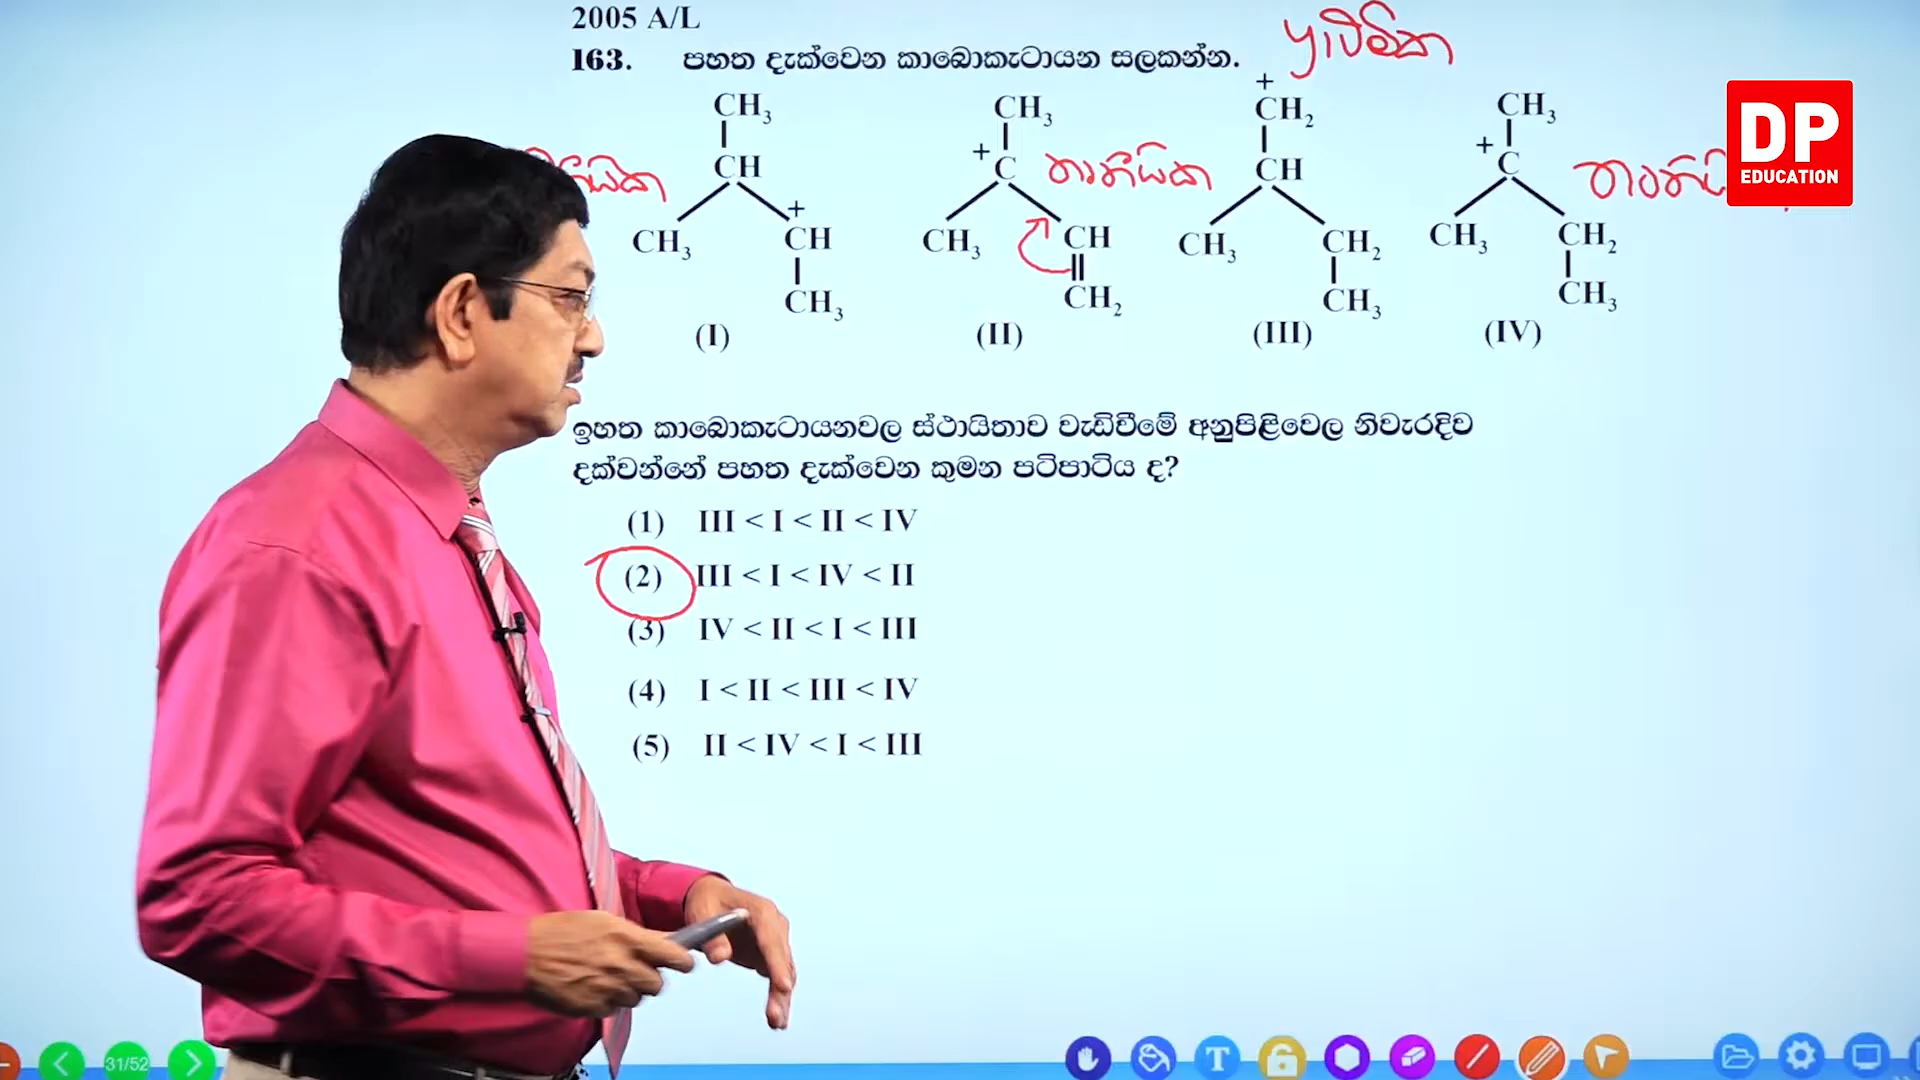 2005 A/L
163. පහත දැක්වෙන කාබොකැටායන සලකන්න.
ප්‍රාථමික
CH₃ CH₃ + CH₂ CH₃
CH + C තෘතීයික CH + C
CH₃ + CH CH₃ CH CH₃ CH₂ CH₃ CH₂
CH₃ CH₂ CH₃ CH₃
(I) (II) (III) (IV)
ඉහත කාබොකැටායනවල ස්ථායිතාව වැඩිවීමේ අනුපිළිවෙල නිවැරදිව
දක්වන්නේ පහත දැක්වෙන කුමන පටිපාටිය ද?
(1) III < I < II < IV
(2) III < I < IV < II
(3) IV < II < I < III
(4) I < II < III < IV
(5) II < IV < I < III
DP
EDUCATION
31/52